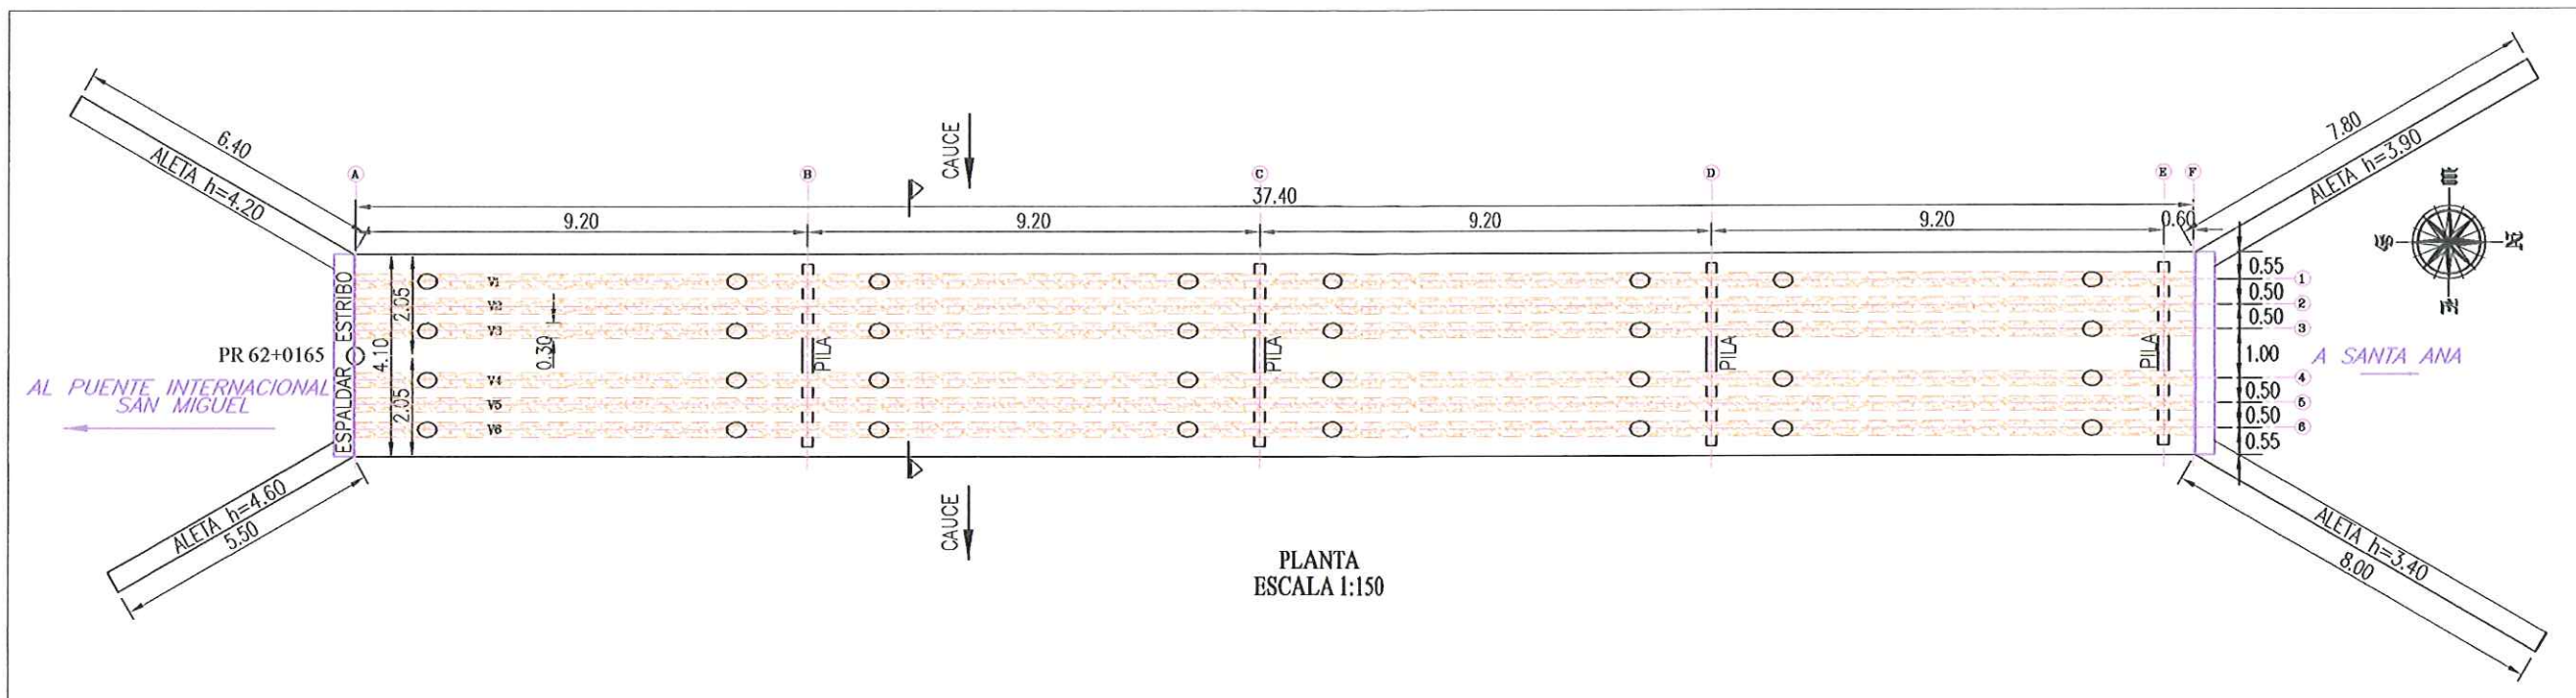 6.40
ALETA h=4.20
A
B
C
D
E
F
CAUCE
37.40
9.20
9.20
9.20
9.20
0.60
7.80
ALETA h=3.90
ESPALDAR ESTRIBO
2.05
4.10
2.05
V1
V2
V3
V4
V5
V6
0.30
PILA
PILA
PILA
PILA
PR 62+0165
AL PUENTE INTERNACIONAL
SAN MIGUEL
0.55
0.50
0.50
1.00
0.50
0.50
0.55
1
2
3
4
5
6
A SANTA ANA
ALETA h=4.60
5.50
CAUCE
ALETA h=3.40
8.00
PLANTA
ESCALA 1:150